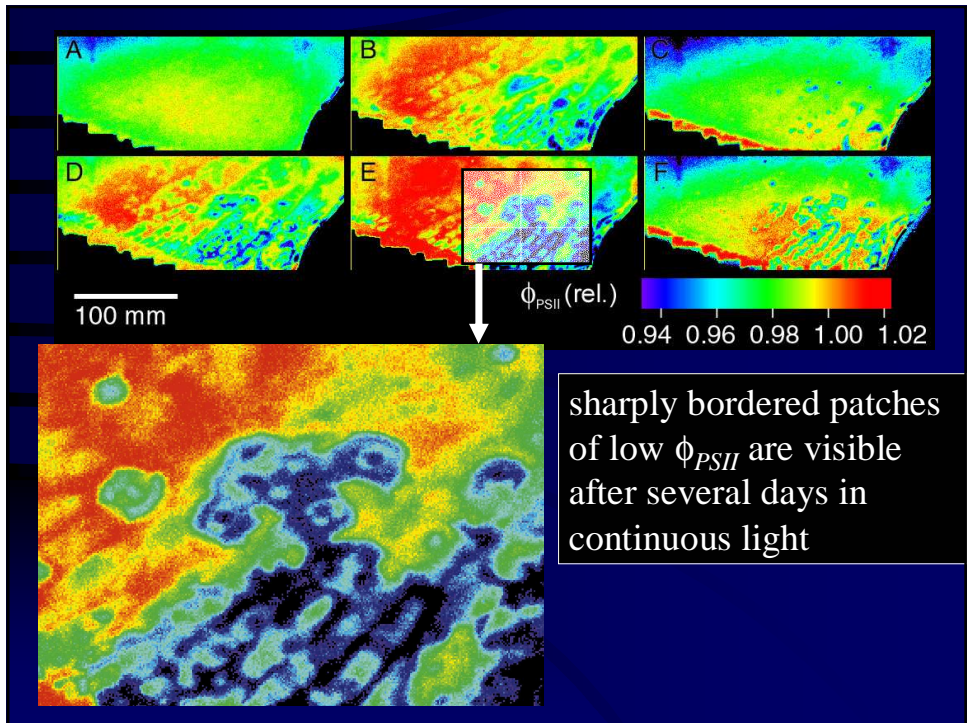 A B C
D E F
ϕPSII (rel.)
100 mm
0.94 0.96 0.98 1.00 1.02
sharply bordered patches
of low ϕPSII are visible
after several days in
continuous light